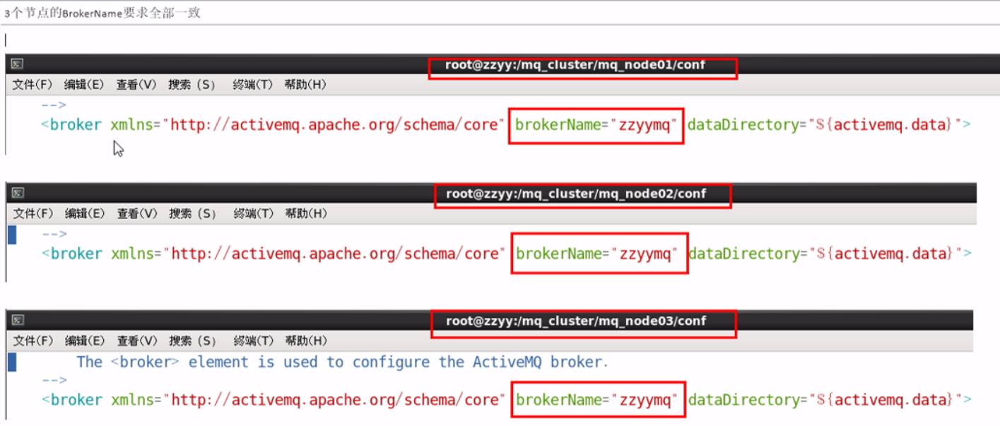 3个节点的BrokerName要求全部一致
root@zzyy:/mq_cluster/mq_node01/conf
文件(F) 编辑(E) 查看(V) 搜索 (S) 终端(T) 帮助(H)
-->
<broker xmlns="http://activemq.apache.org/schema/core" brokerName="zzyymq" dataDirectory="${activemq.data}">
root@zzyy:/mq_cluster/mq_node02/conf
文件(F) 编辑(E) 查看(V) 搜索 (S) 终端(T) 帮助(H)
-->
<broker xmlns="http://activemq.apache.org/schema/core" brokerName="zzyymq" dataDirectory="${activemq.data}">
root@zzyy:/mq_cluster/mq_node03/conf
文件(F) 编辑(E) 查看(V) 搜索 (S) 终端(T) 帮助(H)
The <broker> element is used to configure the ActiveMQ broker.
-->
<broker xmlns="http://activemq.apache.org/schema/core" brokerName="zzyymq" dataDirectory="${activemq.data}">